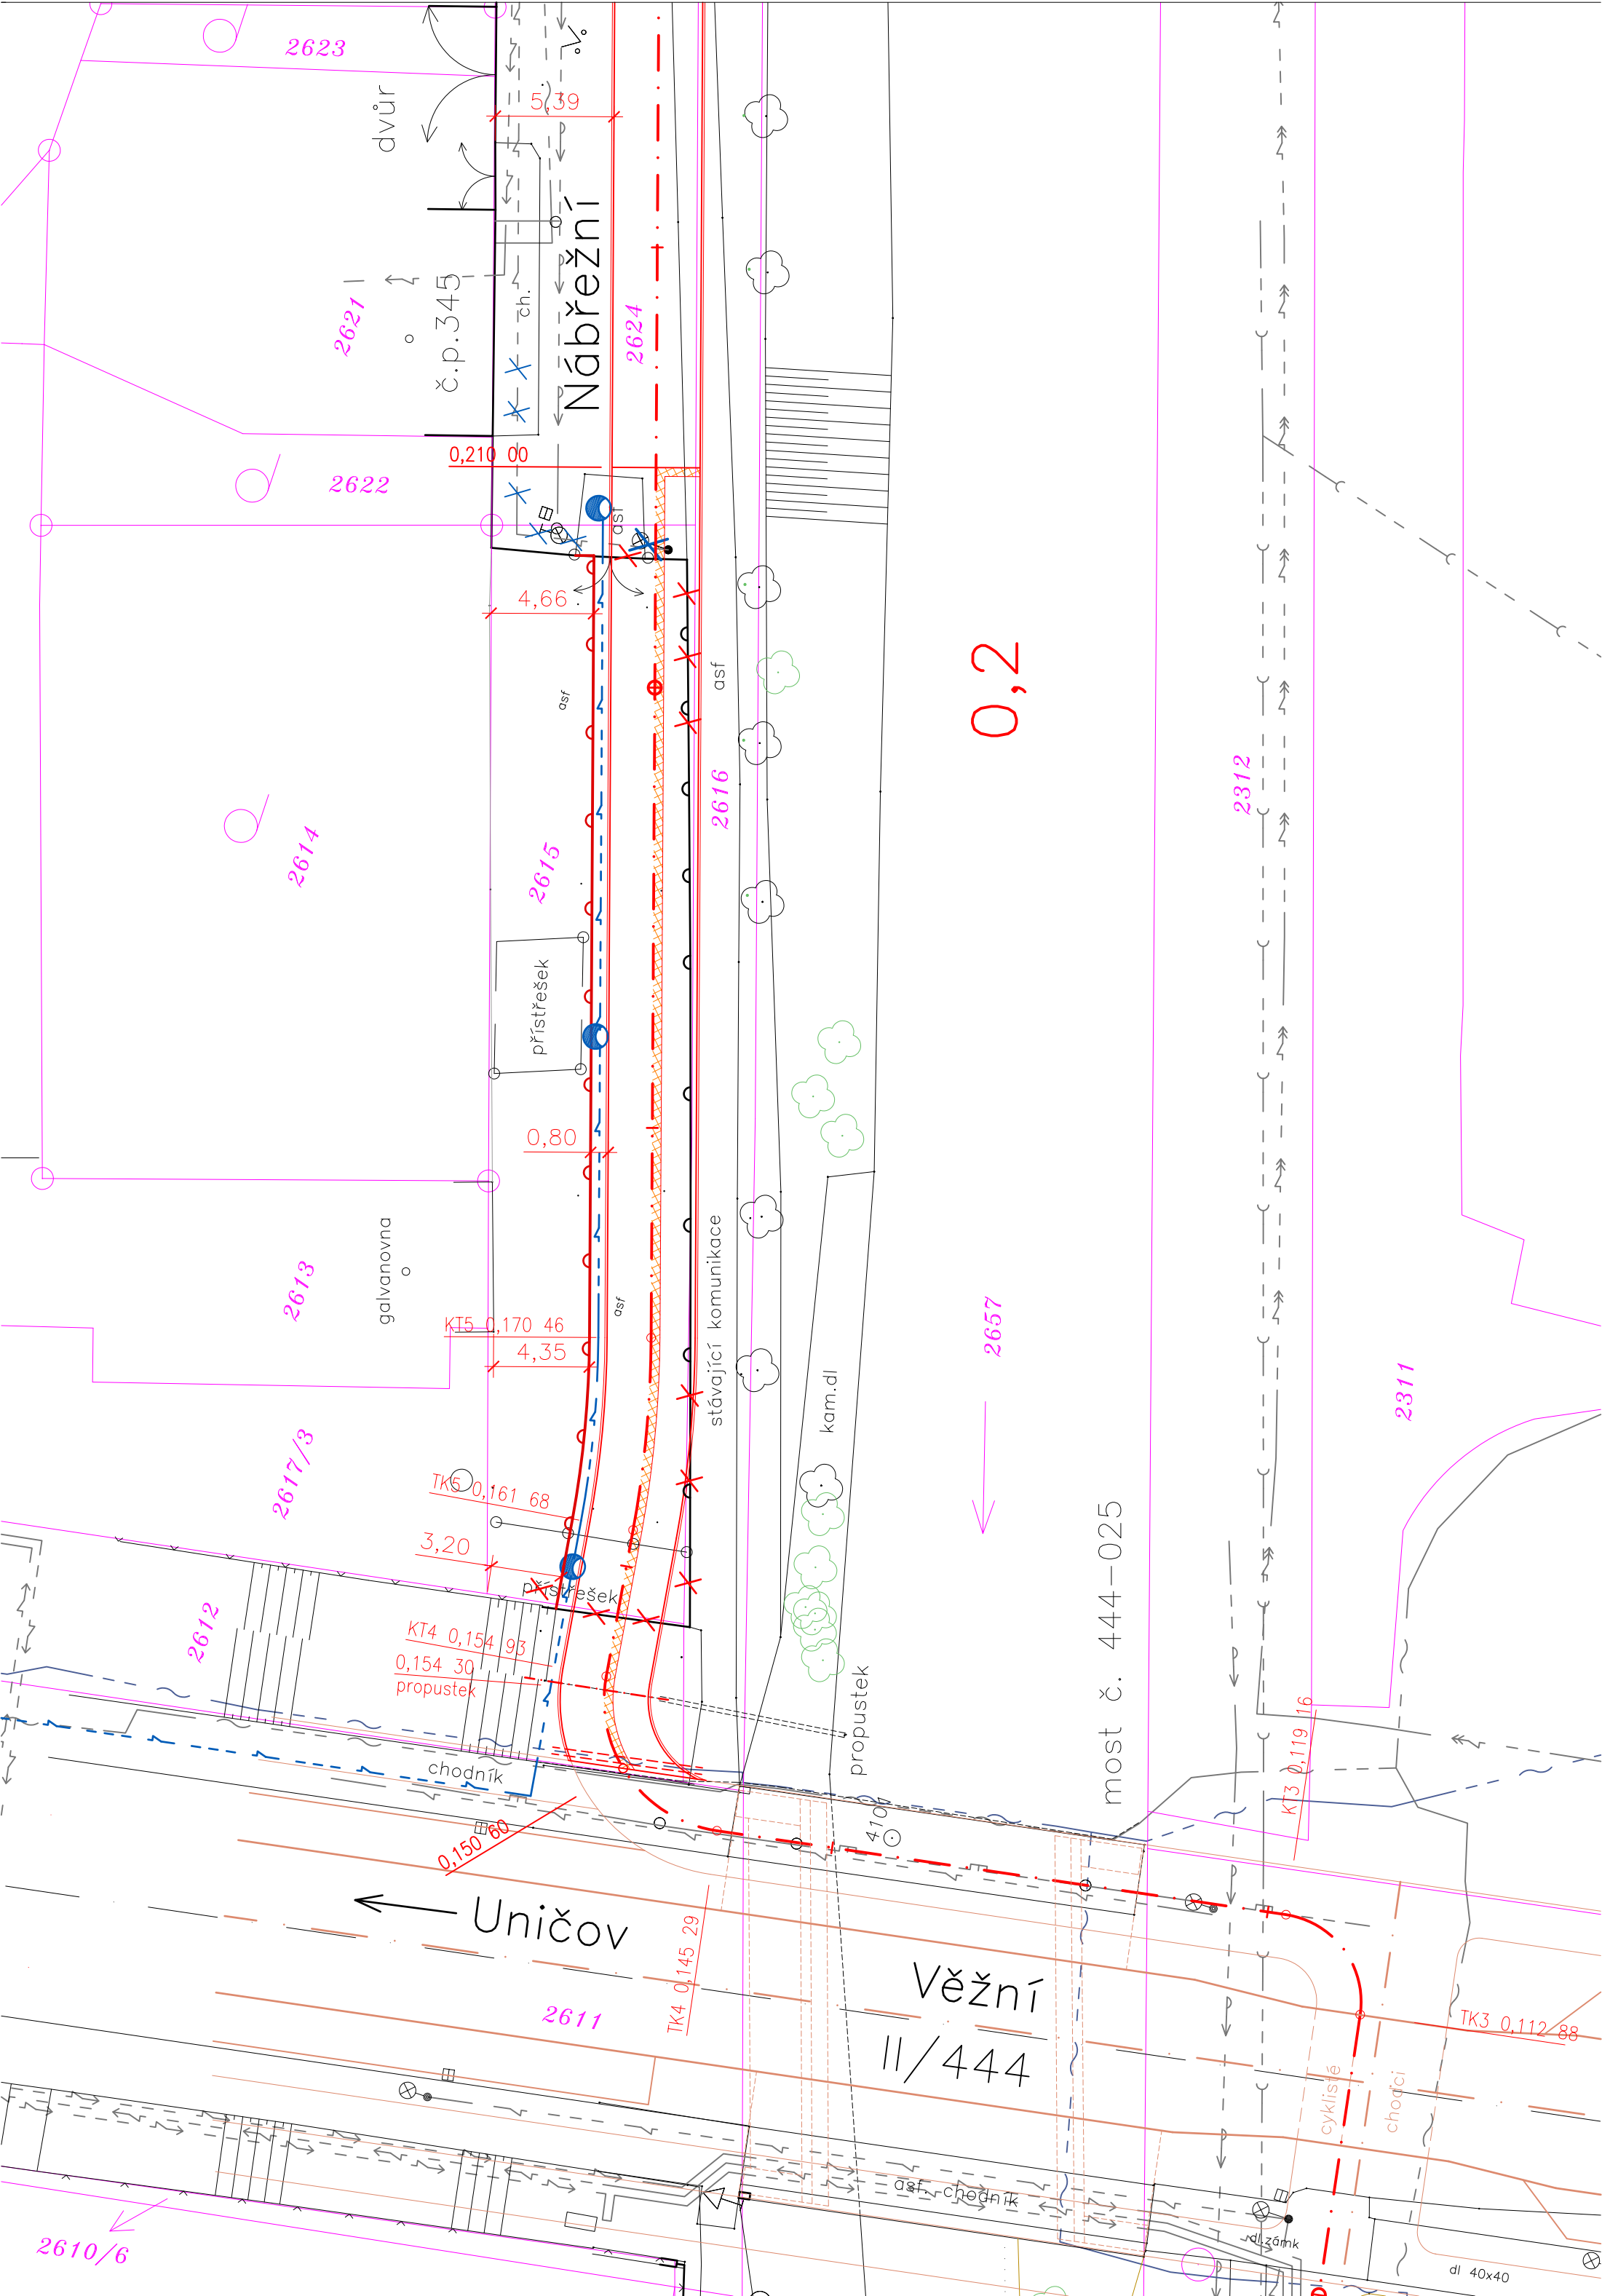 2623
dvůr
5,39
Nábřežní
2621
č.p.345
ch.
2624
0,210 00
2622
asf
4,66
0,2
asf
asf
2616
2312
2614
2615
přístřešek
0,80
galvanovna
2613
stávající komunikace
asf
KT5 0,170 46
4,35
2657
kam.dl
2311
2617/3
TK5 0,161 68
3,20
přístřešek
most č. 444-025
2612
KT4 0,154 93
0,154 30
propustek
propustek
KT3 0,119 16
chodník
4107
0,150 60
Uničov
TK4 0,145 29
Věžní
II/444
2611
TK3 0,112 88
cyklisté
chodci
asf. chodník
dl.zámk
dl 40x40
2610/6